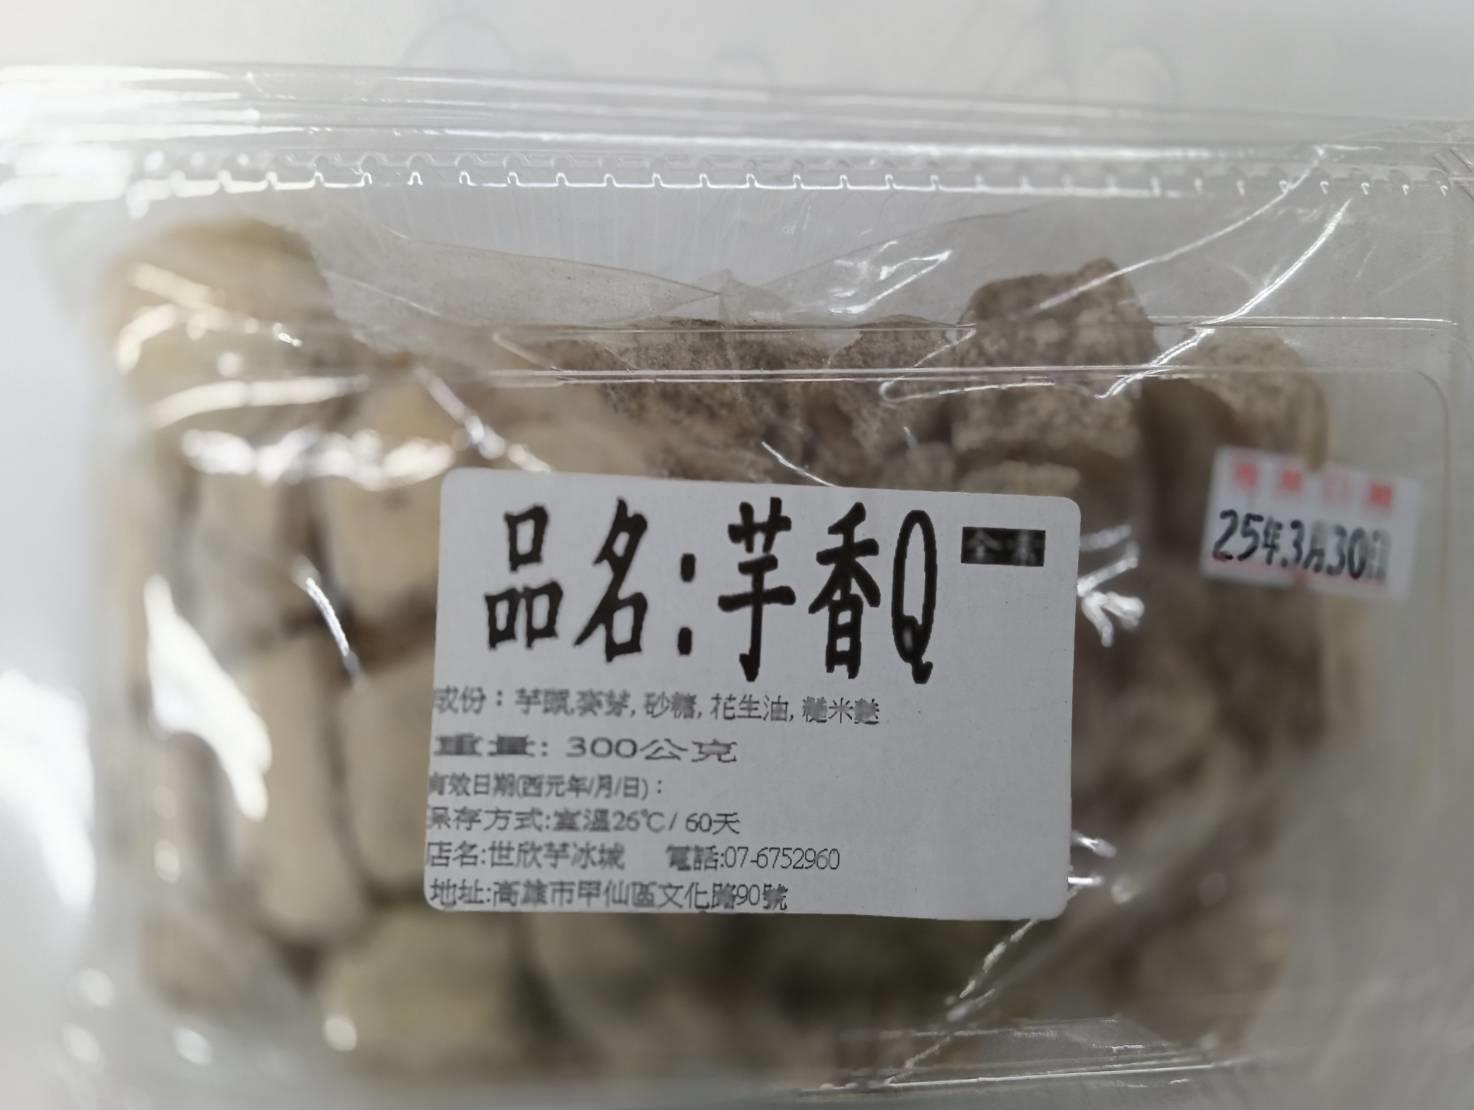 品名:芋香Q 全素
成份：芋頭,麥芽,砂糖,花生油,糙米麩
重量: 300公克
有效日期(西元年/月/日)：
保存方式:室溫26℃/ 60天
店名:世欣芋冰城 電話:07-6752960
地址:高雄市甲仙區文化路90號
有效日期
25年3月30日